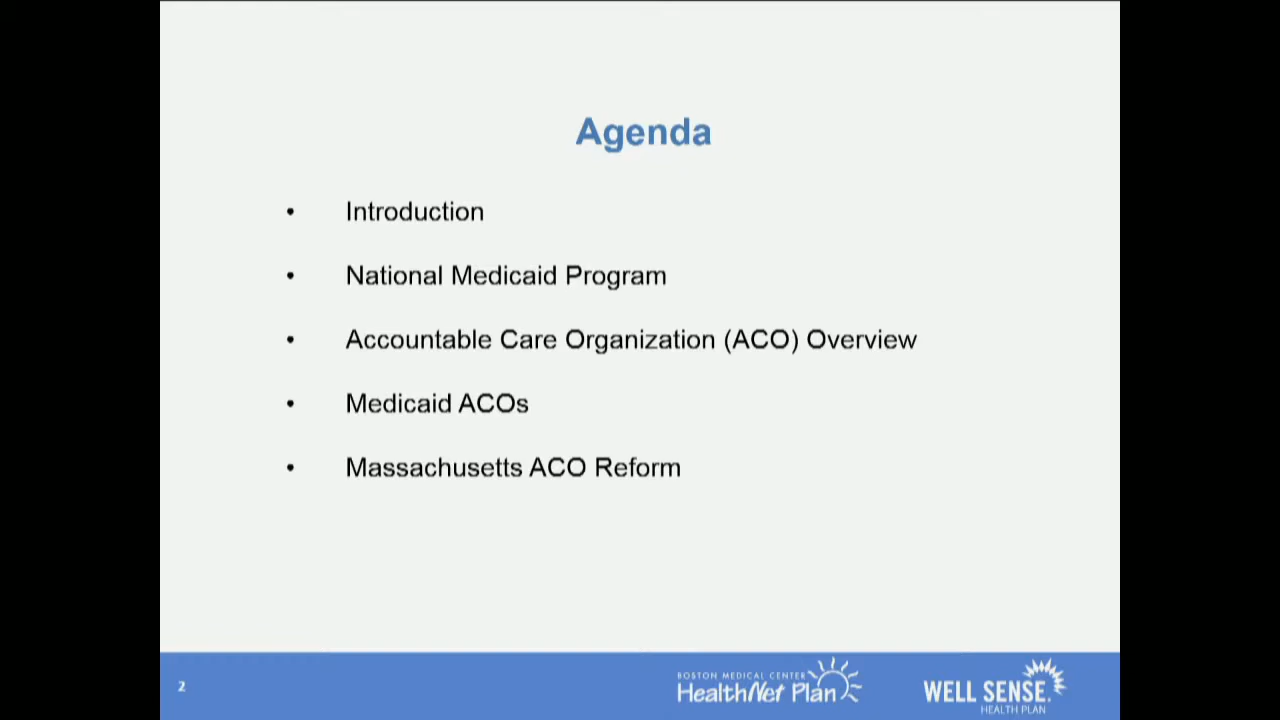 Agenda
• Introduction
• National Medicaid Program
• Accountable Care Organization (ACO) Overview
• Medicaid ACOs
• Massachusetts ACO Reform
2
BOSTON MEDICAL CENTER
HealthNet Plan
WELL SENSE.
HEALTH PLAN